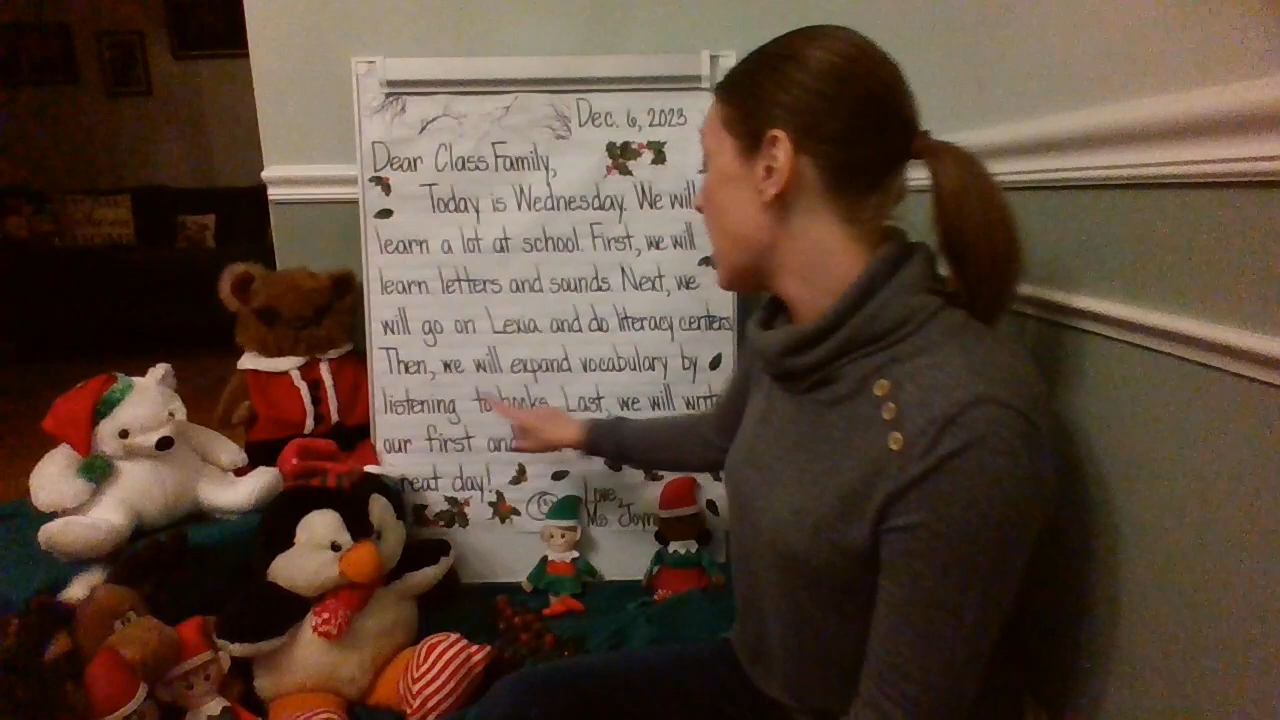 Dec. 6, 2023
Dear Class Family,
Today is Wednesday. We will
learn a lot at school. First, we will
learn letters and sounds. Next, we
will go on Lexia and do literacy centers.
Then, we will expand vocabulary by
listening to books. Last, we will write
our first and
great day!
Love,
Ms.